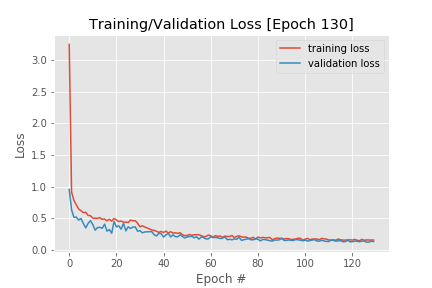 Training/Validation Loss [Epoch 130]
training loss
validation loss
3.0
2.5
2.0
1.5
1.0
0.5
0.0
Loss
0 20 40 60 80 100 120
Epoch #